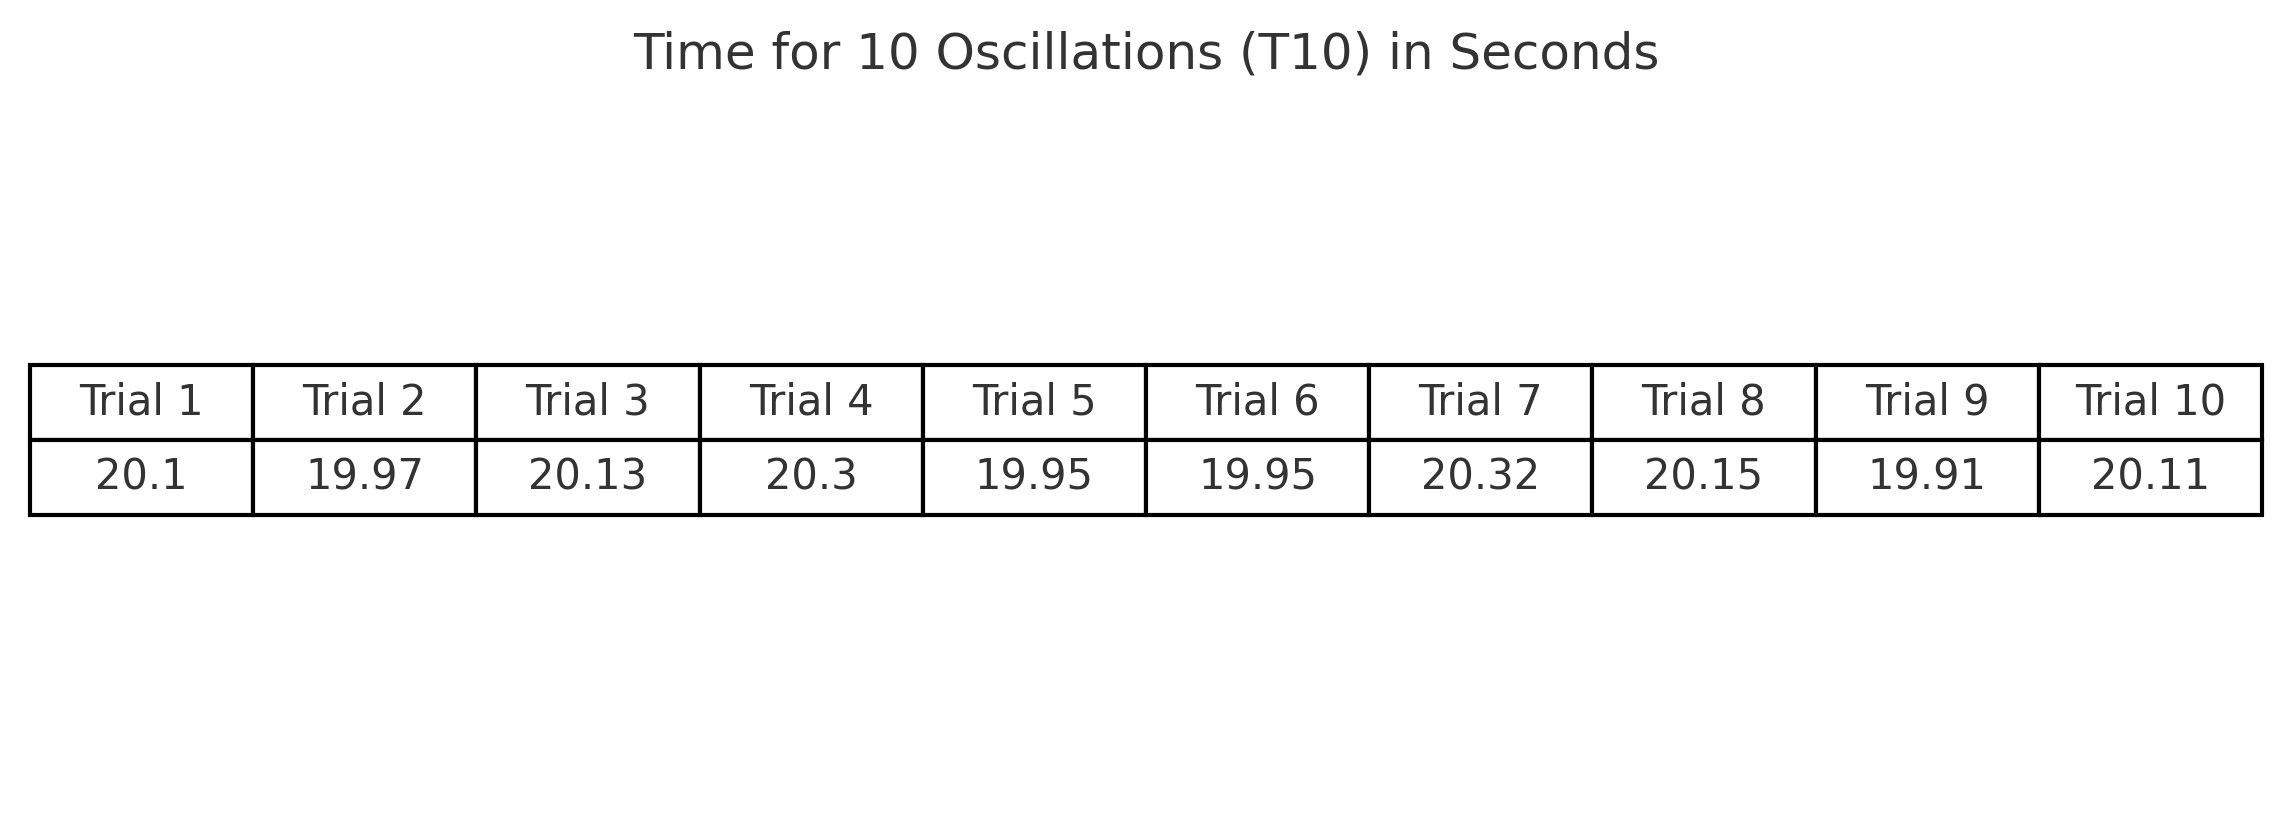 Time for 10 Oscillations (T10) in Seconds
Trial 1 Trial 2 Trial 3 Trial 4 Trial 5 Trial 6 Trial 7 Trial 8 Trial 9 Trial 10
20.1 19.97 20.13 20.3 19.95 19.95 20.32 20.15 19.91 20.11